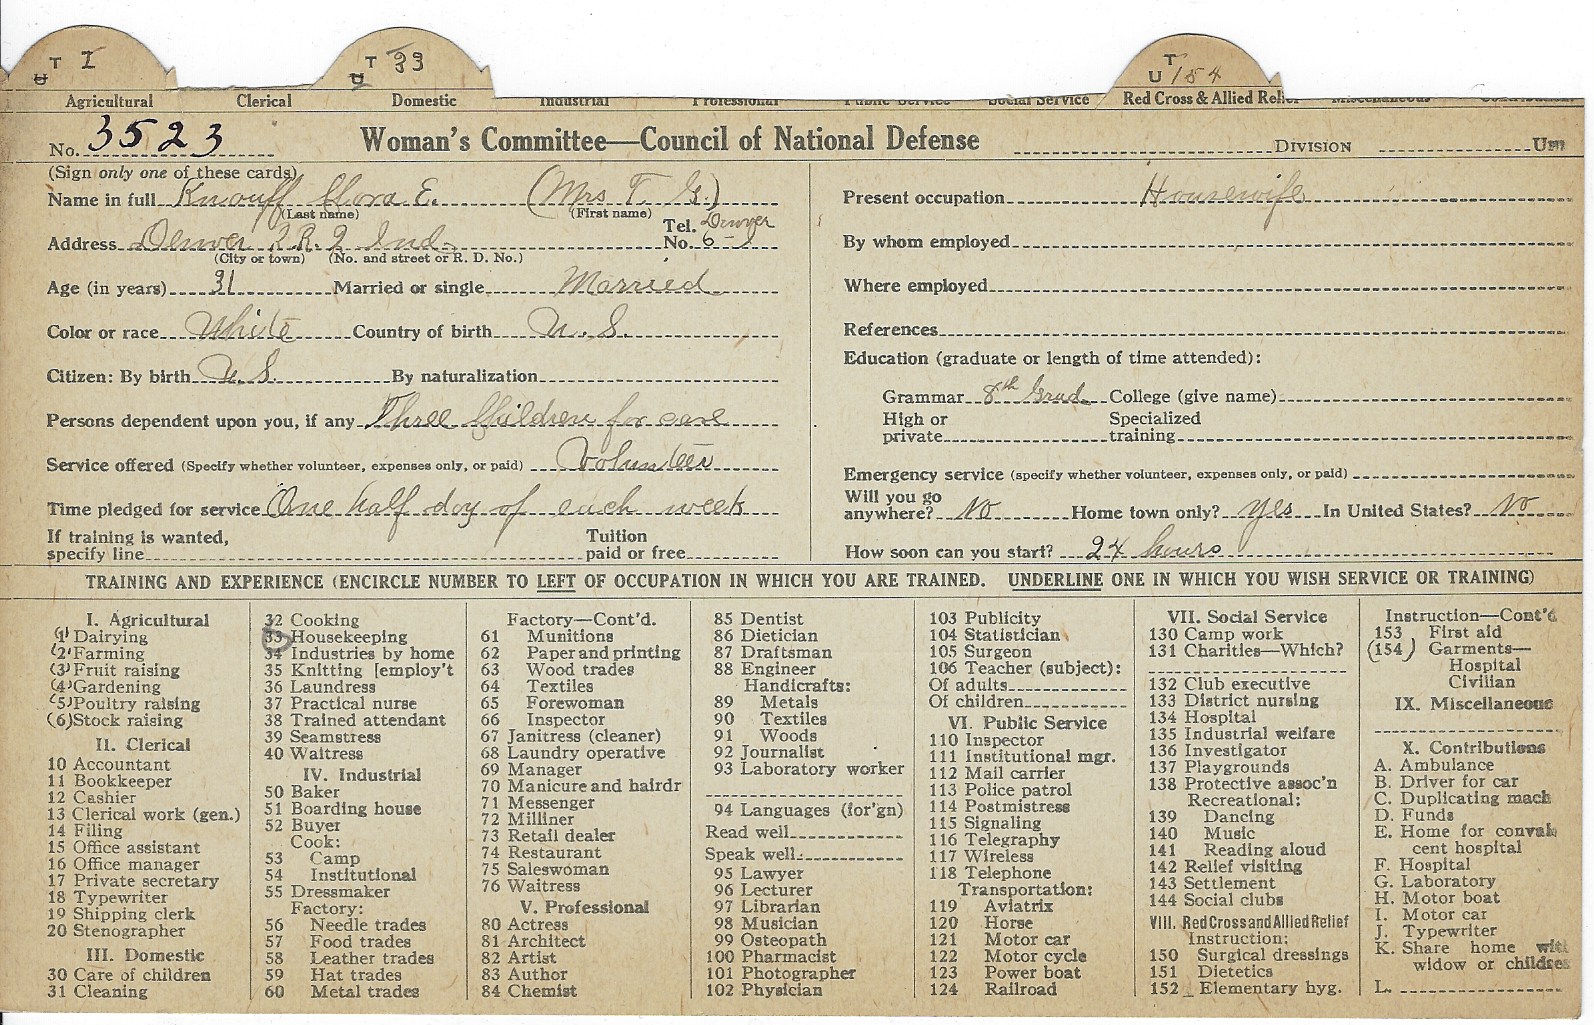 T I
U
T 33
U
T
U 154
Agricultural Clerical Domestic Industrial Professional Public Service Social Service Red Cross & Allied Relief Miscellaneous Contributions
No. 3523 Woman's Committee—Council of National Defense DIVISION
(Sign only one of these cards)
Name in full Knouff Flora E. (Mrs T. G.)
(Last name) (First name)
Address Denver R.R. 2 Ind. Tel. No. Denver 6-1
(City or town) (No. and street or R. D. No.)
Age (in years) 31 Married or single Married
Color or race White Country of birth U.S.
Citizen: By birth U.S. By naturalization
Persons dependent upon you, if any Three Children for care
Service offered (Specify whether volunteer, expenses only, or paid) Volunteer
Time pledged for service One half day of each week
If training is wanted,
specify line
Tuition
paid or free
Present occupation Housewife
By whom employed
Where employed
References
Education (graduate or length of time attended):
Grammar 8th Grad College (give name)
High or
private
Specialized
training
Emergency service (specify whether volunteer, expenses only, or paid)
Will you go
anywhere? No Home town only? yes In United States? No
How soon can you start? 24 hours
TRAINING AND EXPERIENCE (ENCIRCLE NUMBER TO LEFT OF OCCUPATION IN WHICH YOU ARE TRAINED. UNDERLINE ONE IN WHICH YOU WISH SERVICE OR TRAINING)
I. Agricultural
(1) Dairying
(2) Farming
(3) Fruit raising
(4) Gardening
(5) Poultry raising
(6) Stock raising
II. Clerical
10 Accountant
11 Bookkeeper
12 Cashier
13 Clerical work (gen.)
14 Filing
15 Office assistant
16 Office manager
17 Private secretary
18 Typewriter
19 Shipping clerk
20 Stenographer
III. Domestic
30 Care of children
31 Cleaning
32 Cooking
33 Housekeeping
34 Industries by home
35 Knitting [employ't
36 Laundress
37 Practical nurse
38 Trained attendant
39 Seamstress
40 Waitress
IV. Industrial
50 Baker
51 Boarding house
52 Buyer
Cook:
53 Camp
54 Institutional
55 Dressmaker
Factory:
56 Needle trades
57 Food trades
58 Leather trades
59 Hat trades
60 Metal trades
Factory—Cont'd.
61 Munitions
62 Paper and printing
63 Wood trades
64 Textiles
65 Forewoman
66 Inspector
67 Janitress (cleaner)
68 Laundry operative
69 Manager
70 Manicure and hairdr
71 Messenger
72 Milliner
73 Retail dealer
74 Restaurant
75 Saleswoman
76 Waitress
V. Professional
80 Actress
81 Architect
82 Artist
83 Author
84 Chemist
85 Dentist
86 Dietician
87 Draftsman
88 Engineer
Handicrafts:
89 Metals
90 Textiles
91 Woods
92 Journalist
93 Laboratory worker
94 Languages (for'gn)
Read well
Speak well
95 Lawyer
96 Lecturer
97 Librarian
98 Musician
99 Osteopath
100 Pharmacist
101 Photographer
102 Physician
103 Publicity
104 Statistician
105 Surgeon
106 Teacher (subject):
Of adults
Of children
VI. Public Service
110 Inspector
111 Institutional mgr.
112 Mail carrier
113 Police patrol
114 Postmistress
115 Signaling
116 Telegraphy
117 Wireless
118 Telephone
Transportation:
119 Aviatrix
120 Horse
121 Motor car
122 Motor cycle
123 Power boat
124 Railroad
VII. Social Service
130 Camp work
131 Charities—Which?
132 Club executive
133 District nursing
134 Hospital
135 Industrial welfare
136 Investigator
137 Playgrounds
138 Protective assoc'n
Recreational:
139 Dancing
140 Music
141 Reading aloud
142 Relief visiting
143 Settlement
144 Social clubs
VIII. Red Cross and Allied Relief
Instruction:
150 Surgical dressings
151 Dietetics
152 Elementary hyg.
Instruction—Cont'd
153 First aid
(154) Garments—
Hospital
Civilian
IX. Miscellaneous
X. Contributions
A. Ambulance
B. Driver for car
C. Duplicating mach
D. Funds
E. Home for convales
cent hospital
F. Hospital
G. Laboratory
H. Motor boat
I. Motor car
J. Typewriter
K. Share home with
widow or children
L.